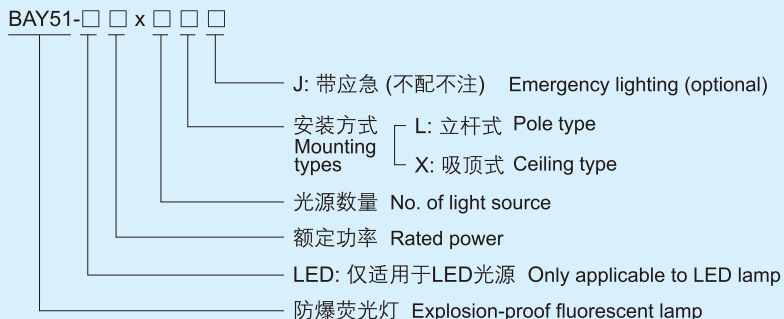 BAY51-□ □ x □ □ □
J: 带应急 (不配不注) Emergency lighting (optional)
安装方式
Mounting
types
L: 立杆式 Pole type
X: 吸顶式 Ceiling type
光源数量 No. of light source
额定功率 Rated power
LED: 仅适用于LED光源 Only applicable to LED lamp
防爆荧光灯 Explosion-proof fluorescent lamp